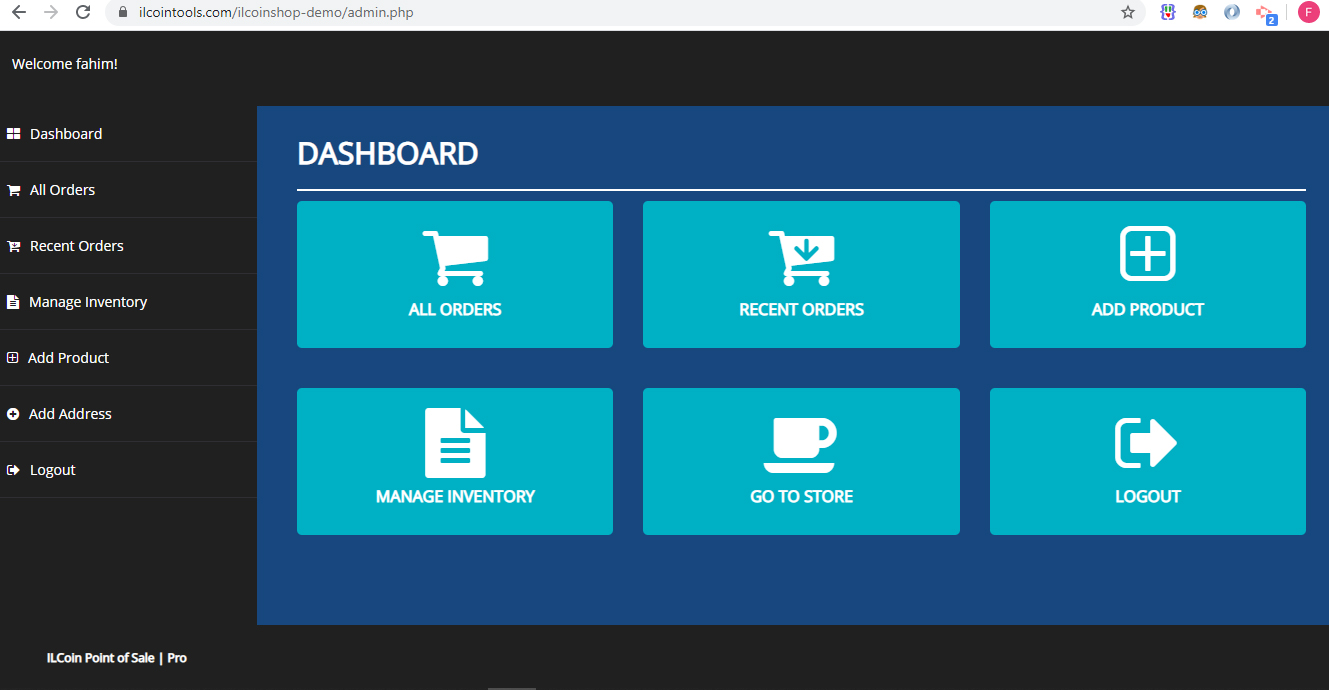 ilcointools.com/ilcoinshop-demo/admin.php
2
F
Welcome fahim!
Dashboard
All Orders
Recent Orders
Manage Inventory
Add Product
Add Address
Logout
DASHBOARD
ALL ORDERS
RECENT ORDERS
ADD PRODUCT
MANAGE INVENTORY
GO TO STORE
LOGOUT
ILCoin Point of Sale | Pro